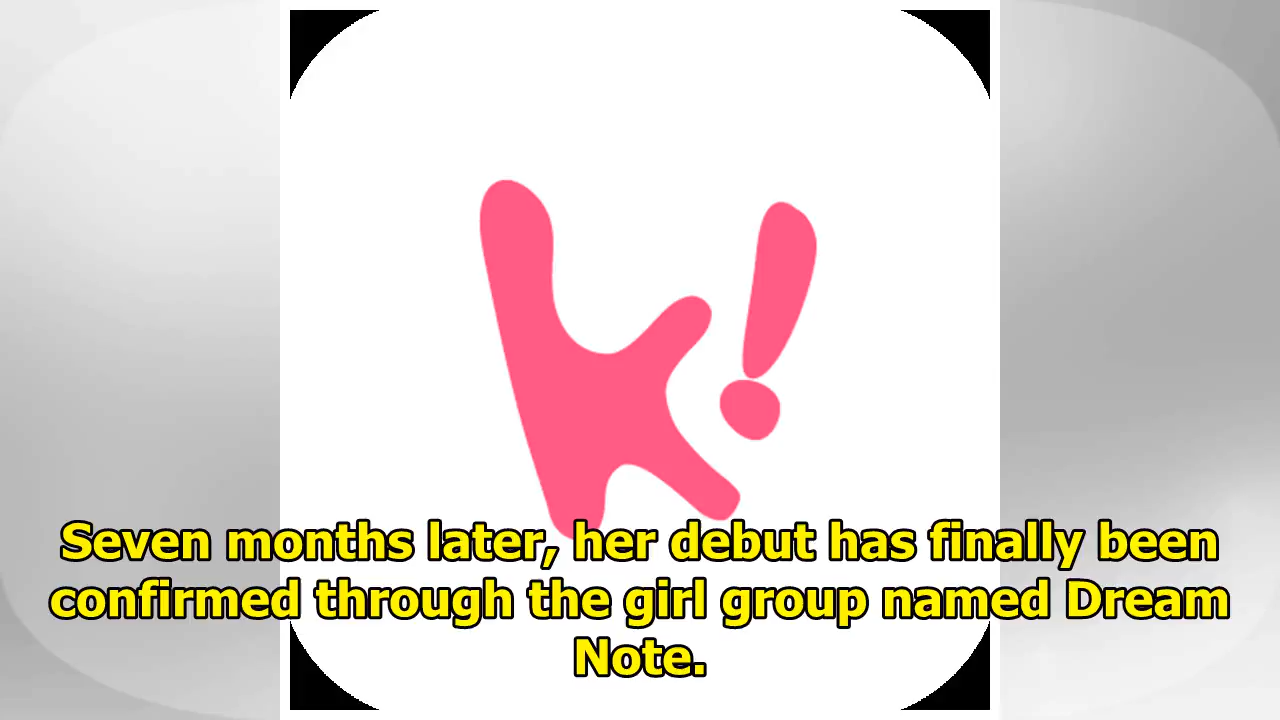 k!
Seven months later, her debut has finally been
confirmed through the girl group named Dream
Note.